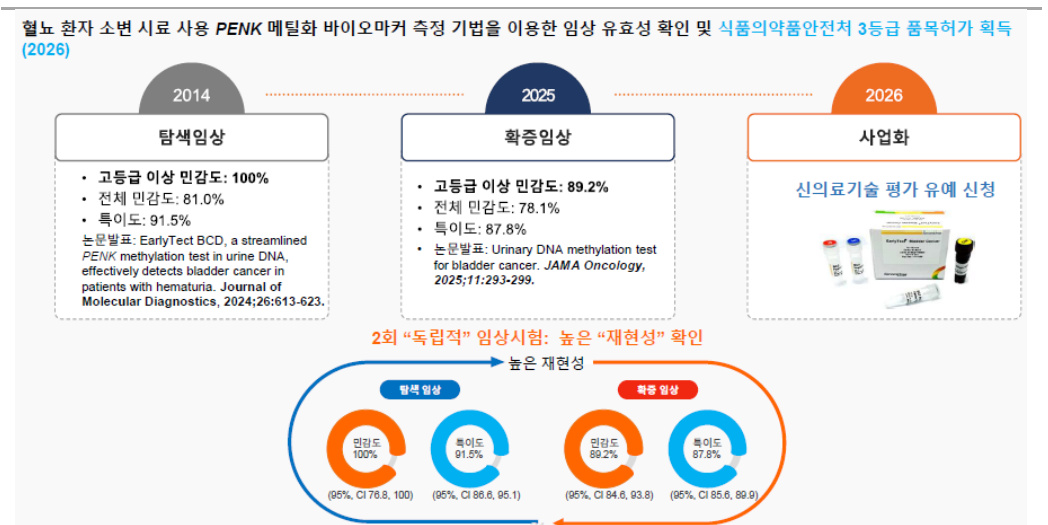 혈뇨 환자 소변 시료 사용 PENK 메틸화 바이오마커 측정 기법을 이용한 임상 유효성 확인 및 식품의약품안전처 3등급 품목허가 획득
(2026)
2014
탐색임상
• 고등급 이상 민감도: 100%
• 전체 민감도: 81.0%
• 특이도: 91.5%
논문발표: EarlyTect BCD, a streamlined
PENK methylation test in urine DNA,
effectively detects bladder cancer in
patients with hematuria. Journal of
Molecular Diagnostics, 2024;26:613-623.
2025
확증임상
• 고등급 이상 민감도: 89.2%
• 전체 민감도: 78.1%
• 특이도: 87.8%
• 논문발표: Urinary DNA methylation test
for bladder cancer. JAMA Oncology,
2025;11:293-299.
2026
사업화
신의료기술 평가 유예 신청
EarlyTect Bladder Cancer
2회 “독립적” 임상시험: 높은 “재현성” 확인
높은 재현성
탐색 임상
민감도
100%
(95%, CI 76.8, 100)
특이도
91.5%
(95%, CI 86.6, 95.1)
확증 임상
민감도
89.2%
(95%, CI 84.6, 93.8)
특이도
87.8%
(95%, CI 85.6, 89.9)